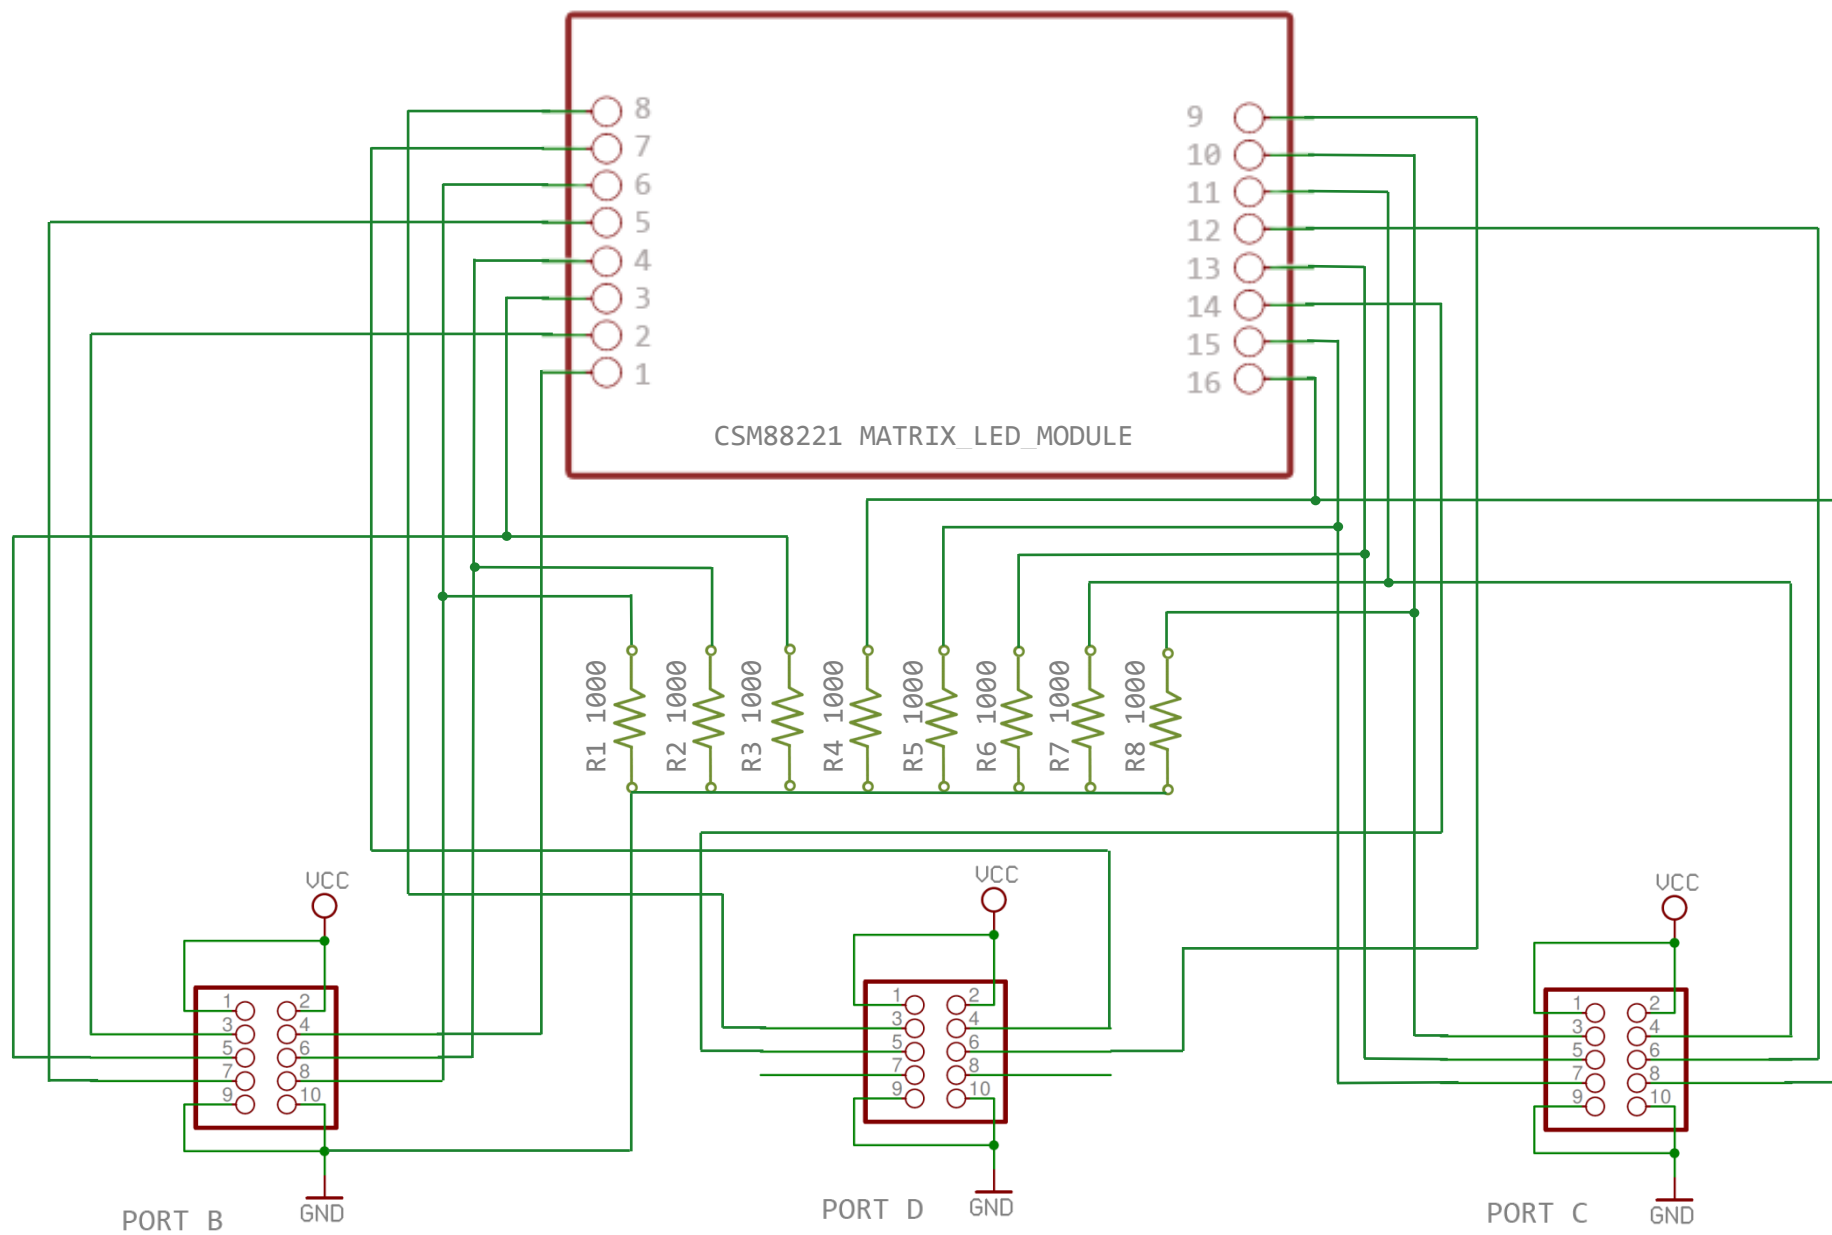 8 9
7 10
6 11
5 12
4 13
3 14
2 15
1 16
CSM88221 MATRIX_LED_MODULE
R1 1000
R2 1000
R3 1000
R4 1000
R5 1000
R6 1000
R7 1000
R8 1000
VCC
1 2
3 4
5 6
7 8
9 10
GND
PORT B
VCC
1 2
3 4
5 6
7 8
9 10
GND
PORT D
VCC
1 2
3 4
5 6
7 8
9 10
GND
PORT C